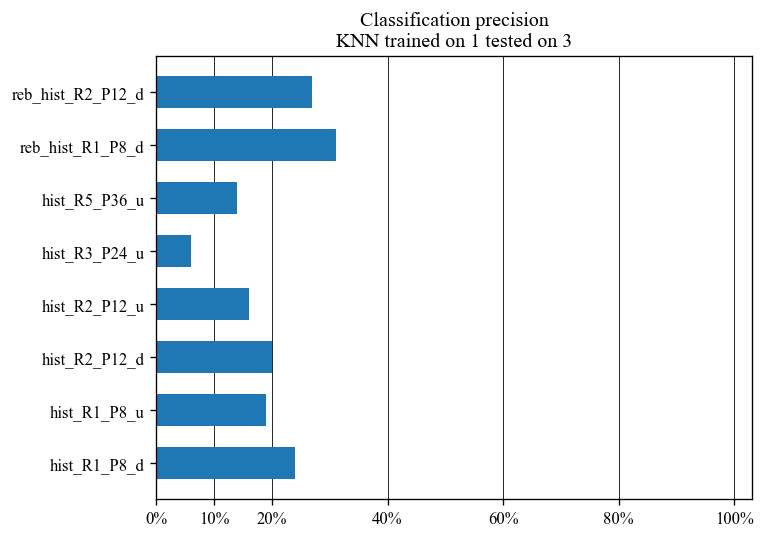 Classification precision
KNN trained on 1 tested on 3
reb_hist_R2_P12_d
reb_hist_R1_P8_d
hist_R5_P36_u
hist_R3_P24_u
hist_R2_P12_u
hist_R2_P12_d
hist_R1_P8_u
hist_R1_P8_d
0% 10% 20% 40% 60% 80% 100%